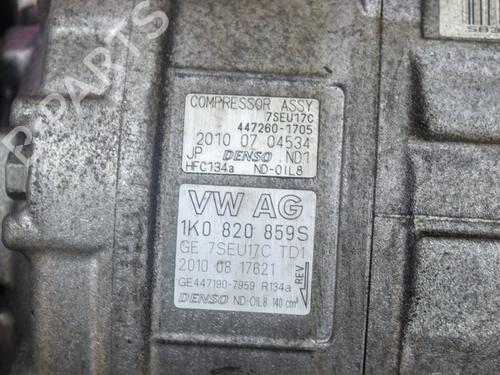 COMPRESSOR ASSY
7SEU17C
447260-1705
2010 07 04534
JP DENSO ND1
HFC134a ND-OIL8
VW AG
1K0 820 859S
GE 7SEU17C TD1
2010 08 17621
GE447190-7959 R134a
REV
DENSO ND-OIL8 140 cm³